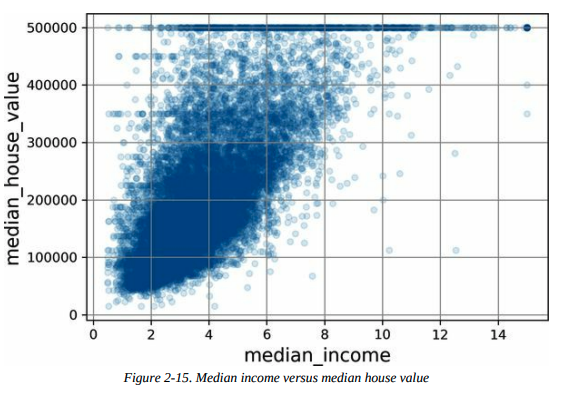 500000
400000
300000
200000
100000
0
median_house_value
0 2 4 6 8 10 12 14
median_income
Figure 2-15. Median income versus median house value